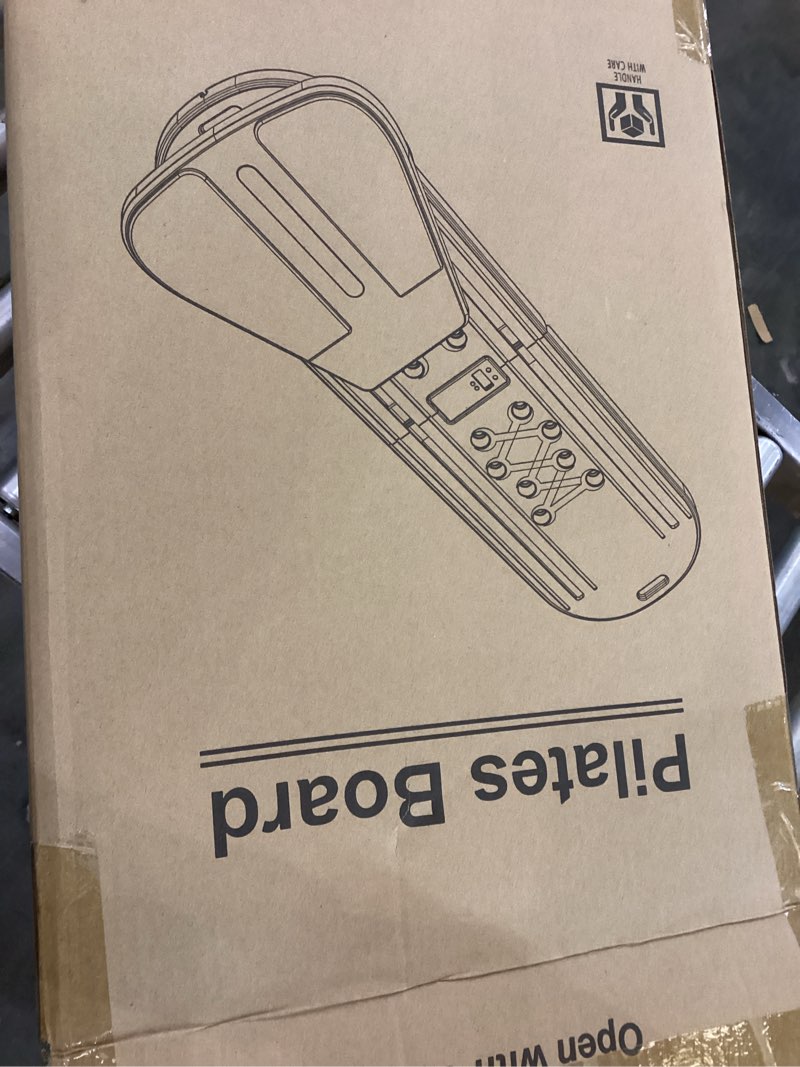 Open with
Pilates Board
HANDLE
WITH CARE